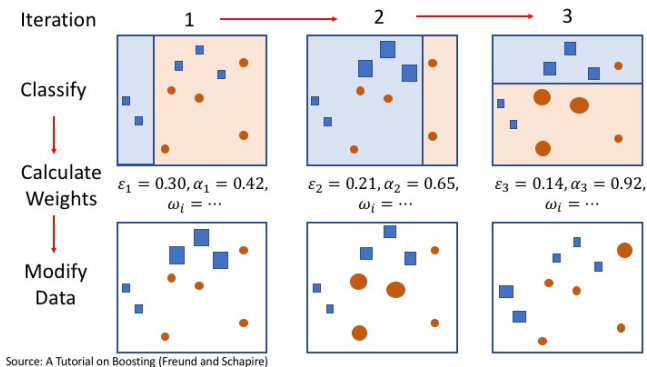 Iteration 1 2 3
Classify
Calculate Weights
ε₁ = 0.30, α₁ = 0.42, ωᵢ = ⋯
ε₂ = 0.21, α₂ = 0.65, ωᵢ = ⋯
ε₃ = 0.14, α₃ = 0.92, ωᵢ = ⋯
Modify Data
Source: A Tutorial on Boosting (Freund and Schapire)